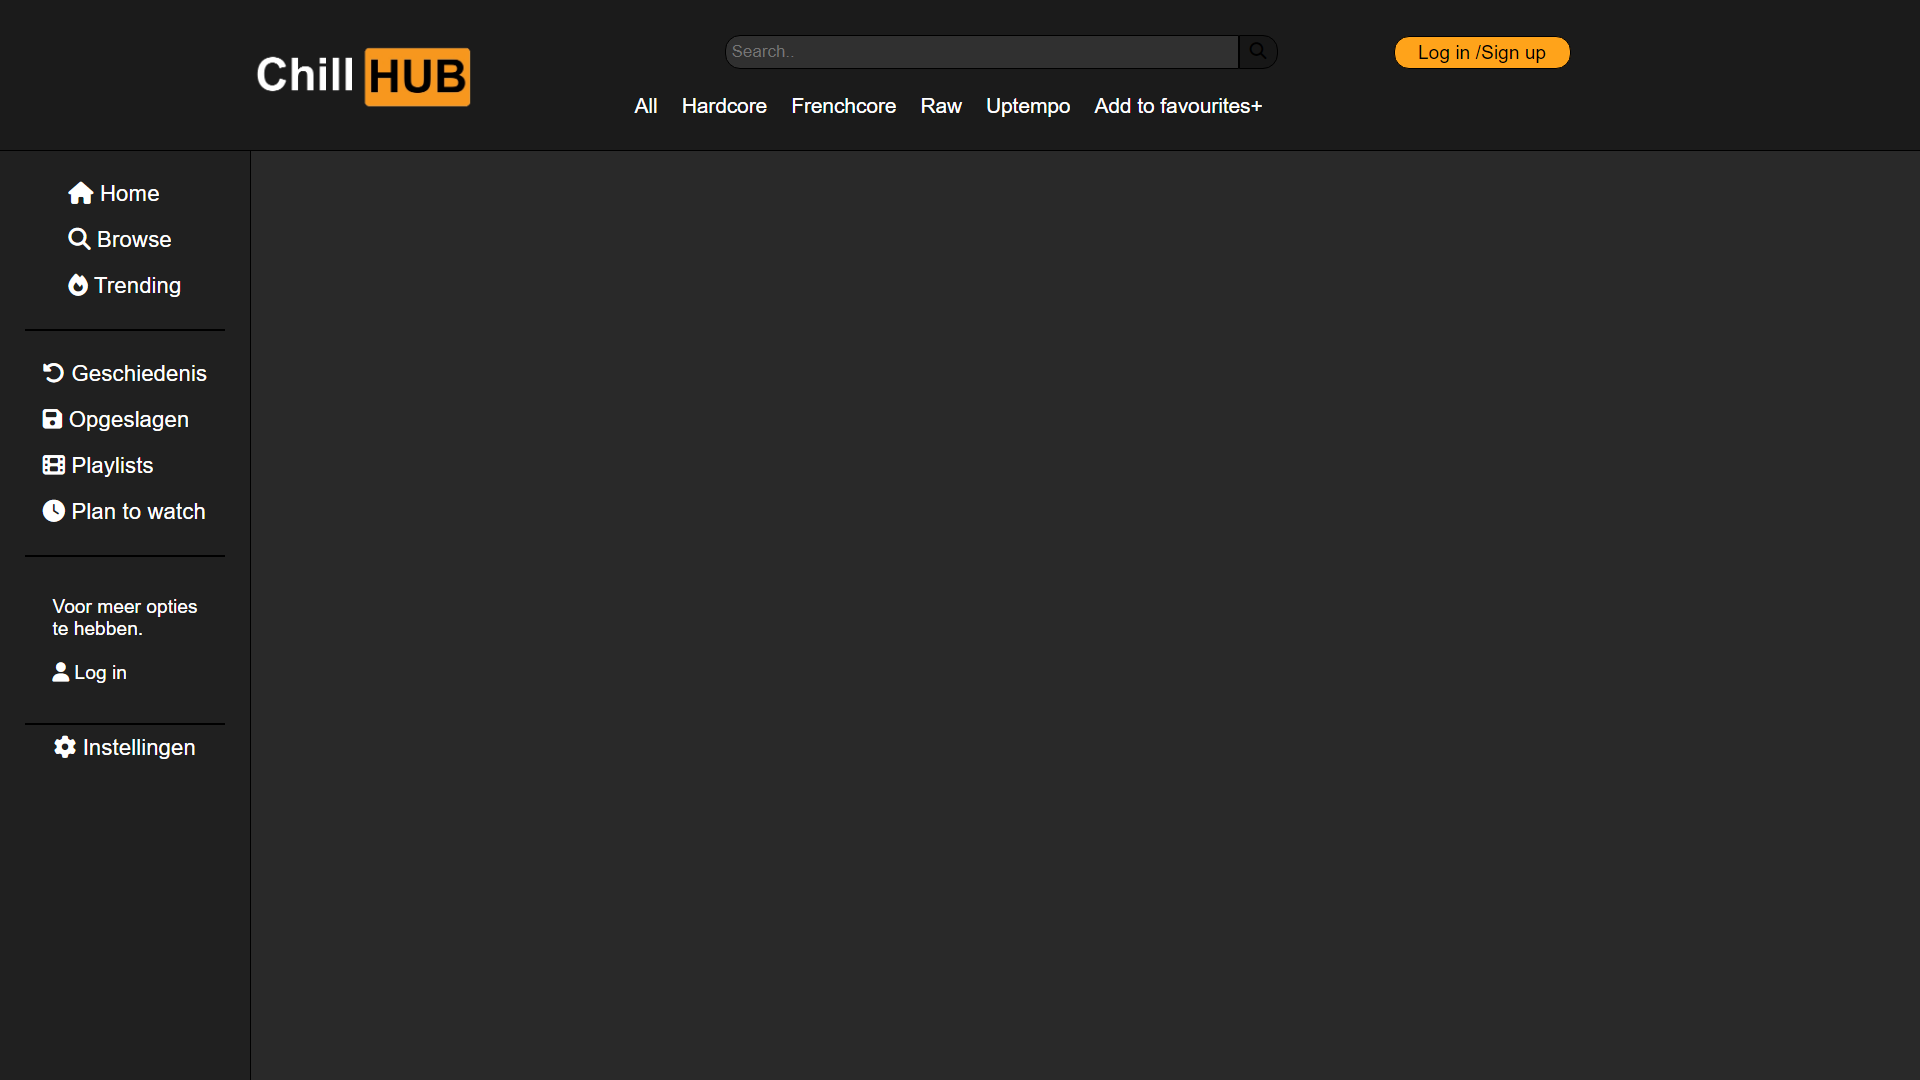 Chill HUB
Search..
Log in /Sign up
All Hardcore Frenchcore Raw Uptempo Add to favourites+
Home
Browse
Trending
Geschiedenis
Opgeslagen
Playlists
Plan to watch
Voor meer opties
te hebben.
Log in
Instellingen